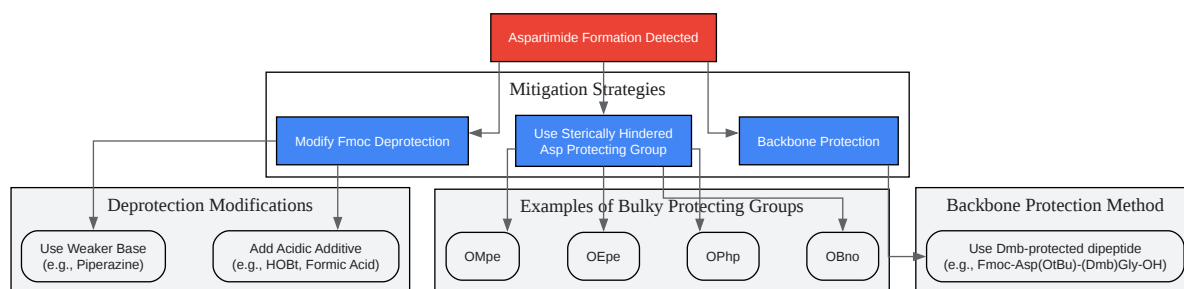 Aspartimide Formation Detected
Mitigation Strategies
Modify Fmoc Deprotection
Use Sterically Hindered
Asp Protecting Group
Backbone Protection
Deprotection Modifications
Use Weaker Base
(e.g., Piperazine)
Add Acidic Additive
(e.g., HOBt, Formic Acid)
Examples of Bulky Protecting Groups
OMpe
OEpe
OPhp
OBno
Backbone Protection Method
Use Dmb-protected dipeptide
(e.g., Fmoc-Asp(OtBu)-(Dmb)Gly-OH)